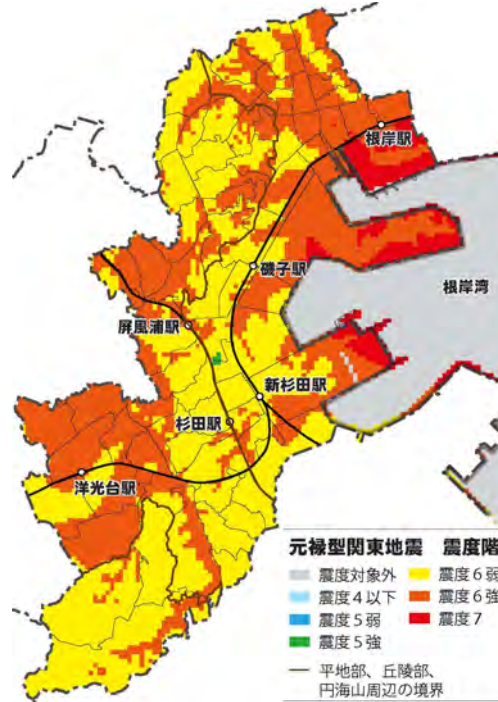 根岸駅
磯子駅
根岸湾
屏風浦駅
新杉田駅
杉田駅
洋光台駅
元禄型関東地震 震度階
震度対象外
震度4以下
震度5弱
震度5強
震度6弱
震度6強
震度7
平地部、丘陵部、
円海山周辺の境界